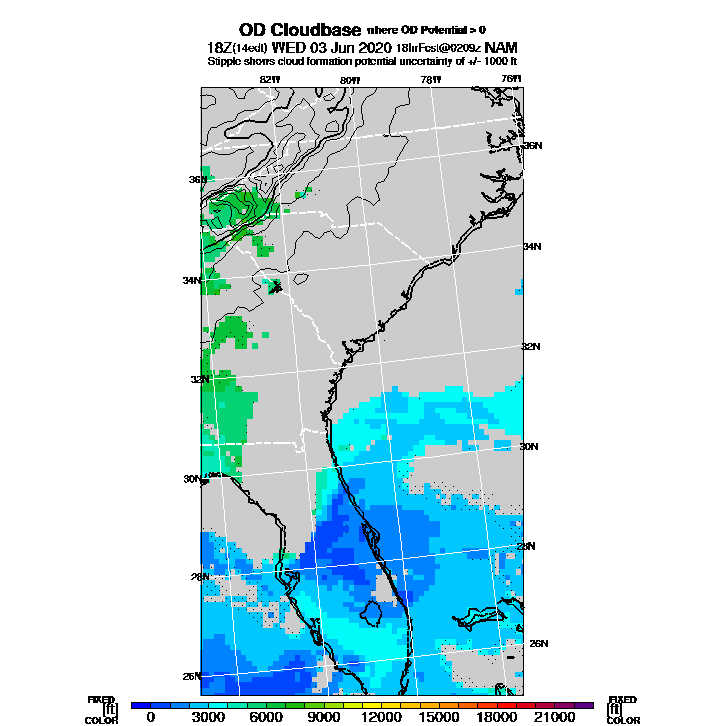 OD Cloudbase where OD Potential > 0
18Z(14edt) WED 03 Jun 2020 18hrFcst@0209z NAM
Stipple shows cloud formation potential uncertainty of +/- 1000 ft
82W 80W 78W 76W
36N
36N
34N
34N
32N
32N
30N
30N
28N
28N
26N
26N
FIXED FIXED
[ft] 0 3000 6000 9000 12000 15000 18000 21000 [ft]
COLOR COLOR